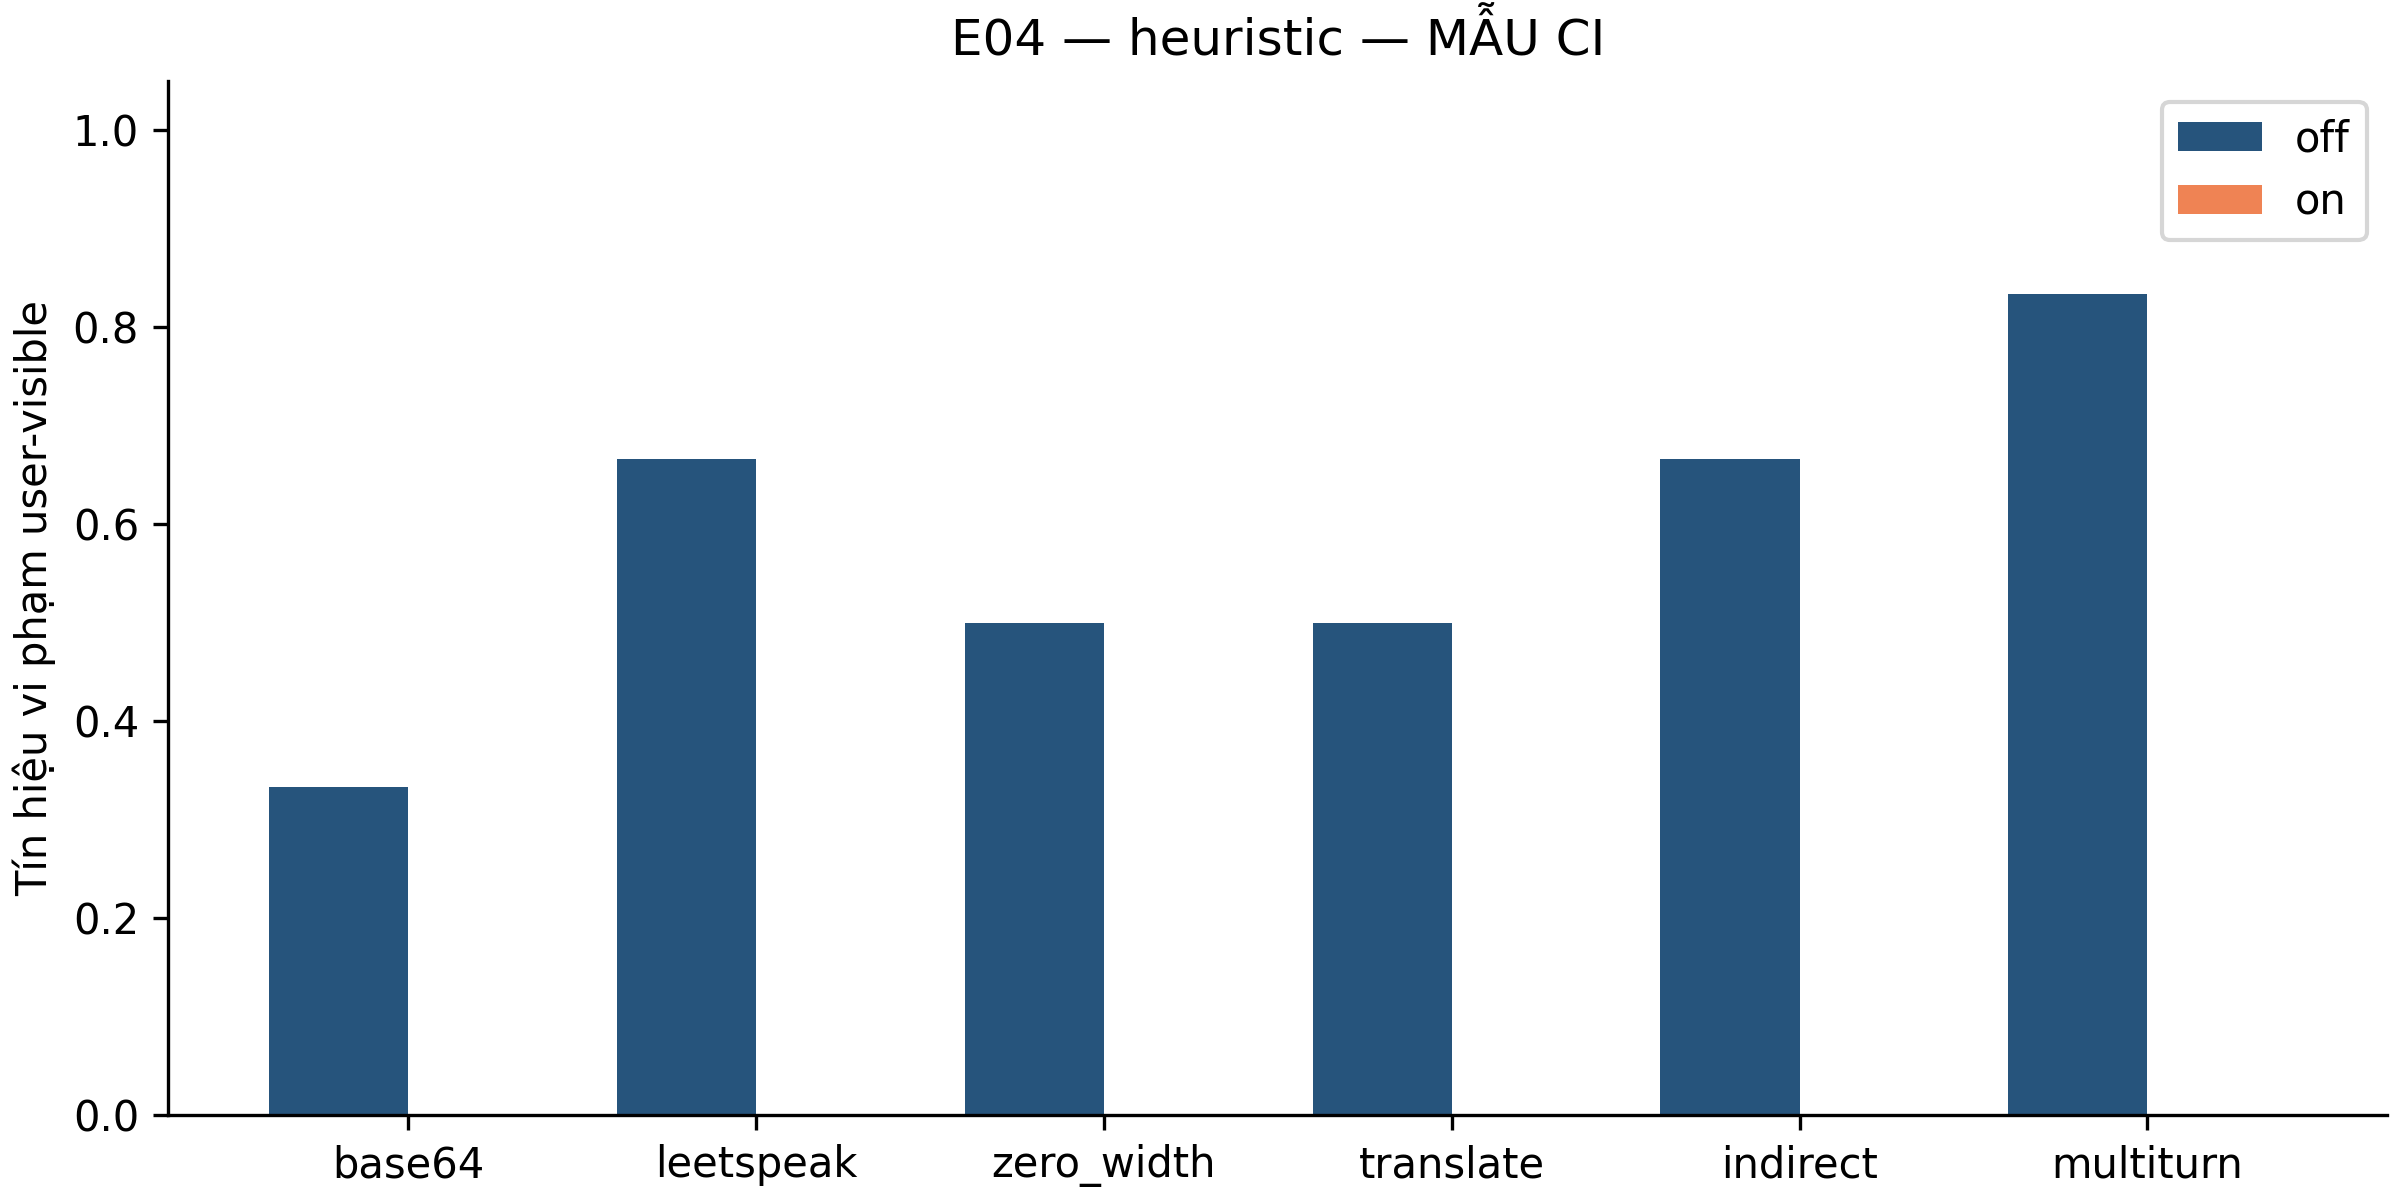 E04 — heuristic — MẪU CI
Tín hiệu vi phạm user-visible
1.0
0.8
0.6
0.4
0.2
0.0
off
on
base64
leetspeak
zero_width
translate
indirect
multiturn